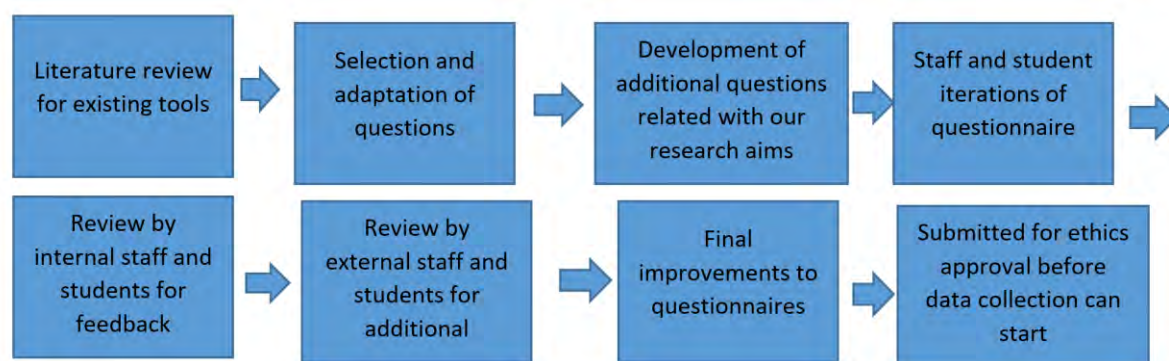 Literature review
for existing tools
Selection and
adaptation of
questions
Development of
additional questions
related with our
research aims
Staff and student
iterations of
questionnaire
Review by
internal staff and
students for
feedback
Review by
external staff and
students for
additional
Final
improvements to
questionnaires
Submitted for ethics
approval before
data collection can
start